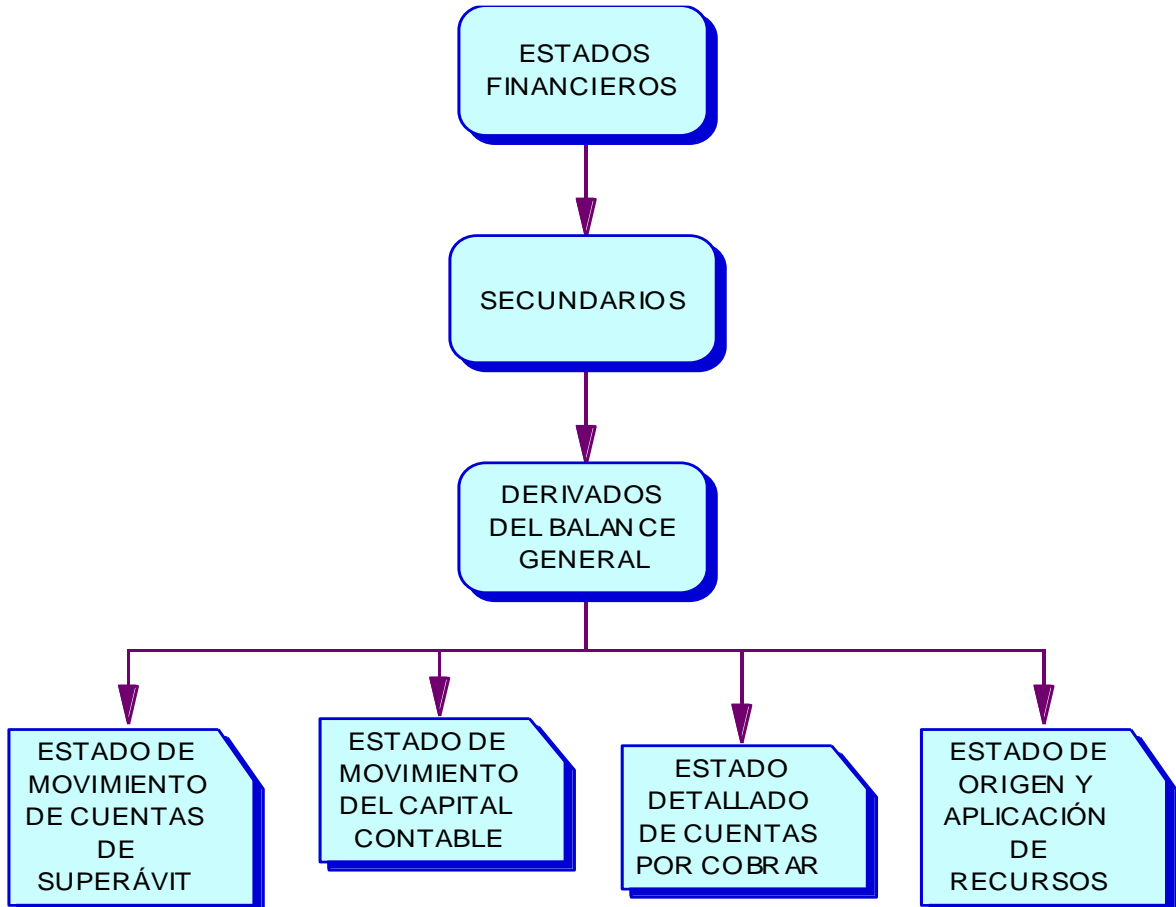 ESTADOS
FINANCIEROS
SECUNDARIOS
DERIVADOS
DEL BALANCE
GENERAL
ESTADO DE
MOVIMIENTO
DE CUENTAS
DE
SUPERÁVIT
ESTADO DE
MOVIMIENTO
DEL CAPITAL
CONTABLE
ESTADO
DETALLADO
DE CUENTAS
POR COBRAR
ESTADO DE
ORIGEN Y
APLICACIÓN
DE
RECURSOS